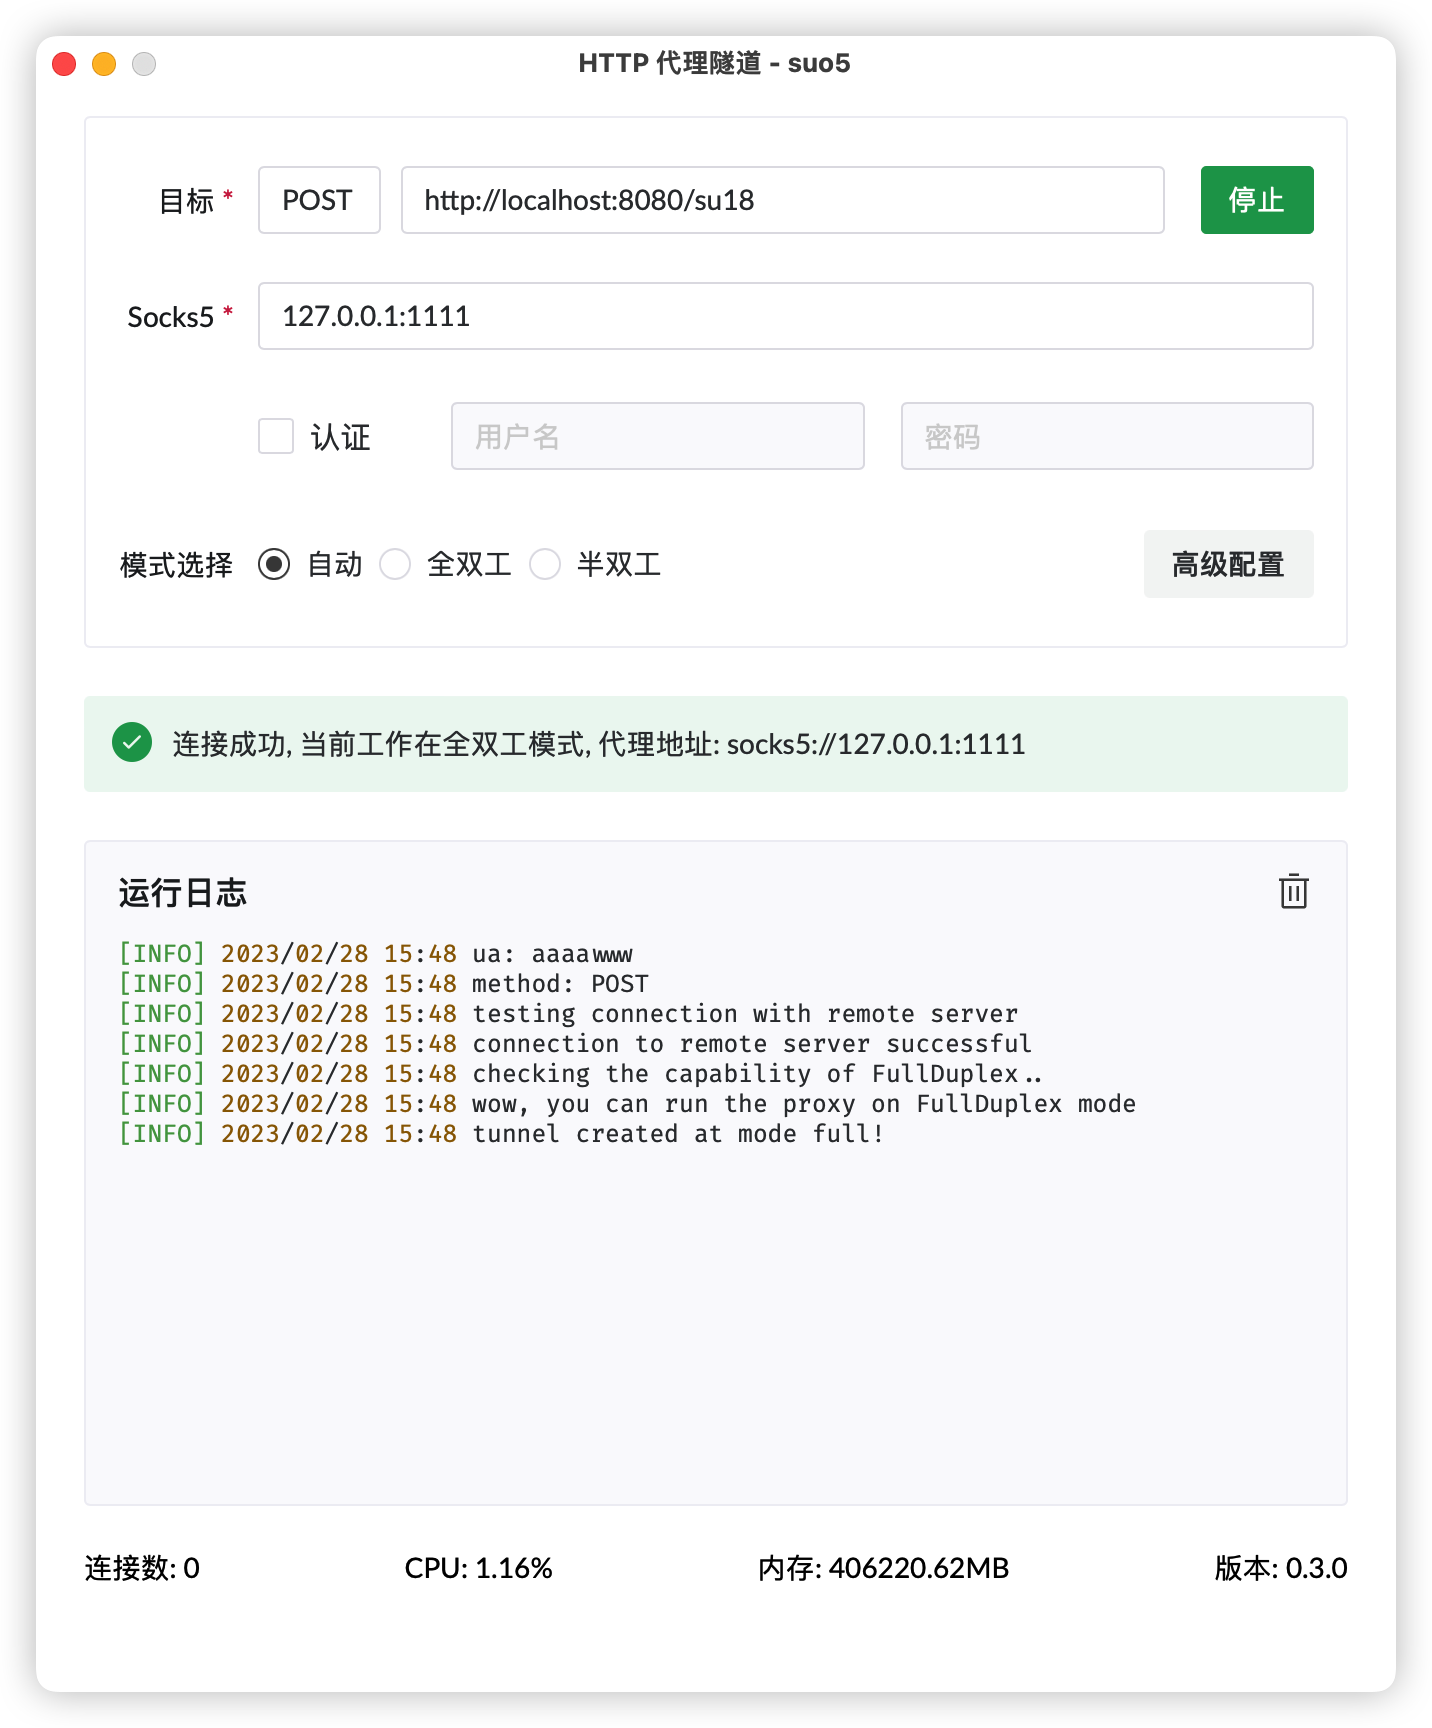 HTTP 代理隧道 - suo5
目标 * POST http://localhost:8080/su18 停止
Socks5 * 127.0.0.1:1111
认证 用户名 密码
模式选择 自动 全双工 半双工 高级配置
连接成功, 当前工作在全双工模式, 代理地址: socks5://127.0.0.1:1111
运行日志
[INFO] 2023/02/28 15:48 ua: aaaawww
[INFO] 2023/02/28 15:48 method: POST
[INFO] 2023/02/28 15:48 testing connection with remote server
[INFO] 2023/02/28 15:48 connection to remote server successful
[INFO] 2023/02/28 15:48 checking the capability of FullDuplex..
[INFO] 2023/02/28 15:48 wow, you can run the proxy on FullDuplex mode
[INFO] 2023/02/28 15:48 tunnel created at mode full!
连接数: 0 CPU: 1.16% 内存: 406220.62MB 版本: 0.3.0